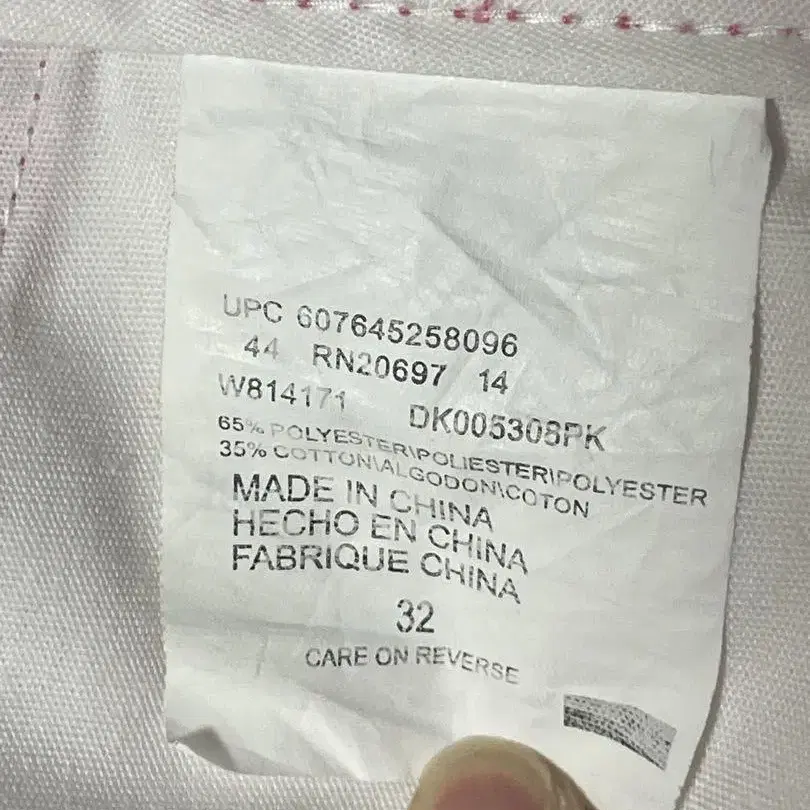 UPC 607645258096
44 RN20697 14
W814171 DK005308PK
65% POLYESTER\POLIESTER\POLYESTER
35% COTTON\ALGODON\COTON
MADE IN CHINA
HECHO EN CHINA
FABRIQUE CHINA
32
CARE ON REVERSE